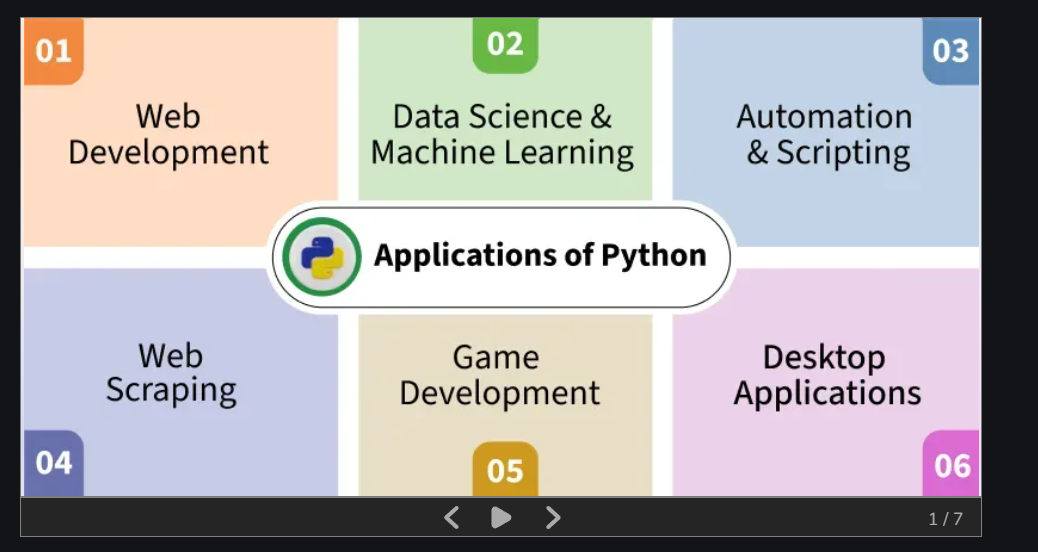 01
Web
Development
02
Data Science &
Machine Learning
03
Automation
& Scripting
Applications of Python
Web
Scraping
04
Game
Development
05
Desktop
Applications
06
1 / 7